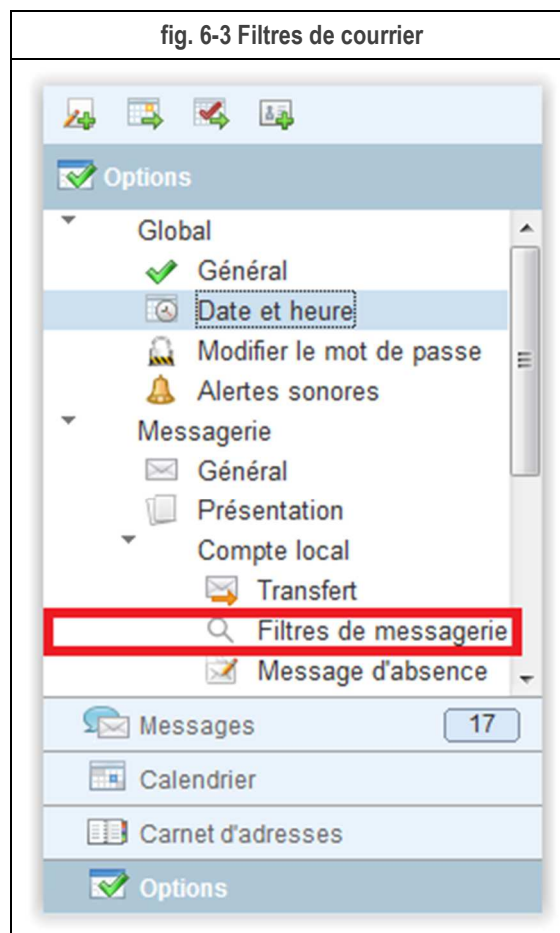 fig. 6-3 Filtres de courrier
Options
Global
Général
Date et heure
Modifier le mot de passe
Alertes sonores
Messagerie
Général
Présentation
Compte local
Transfert
Filtres de messagerie
Message d'absence
Messages 17
Calendrier
Carnet d'adresses
Options